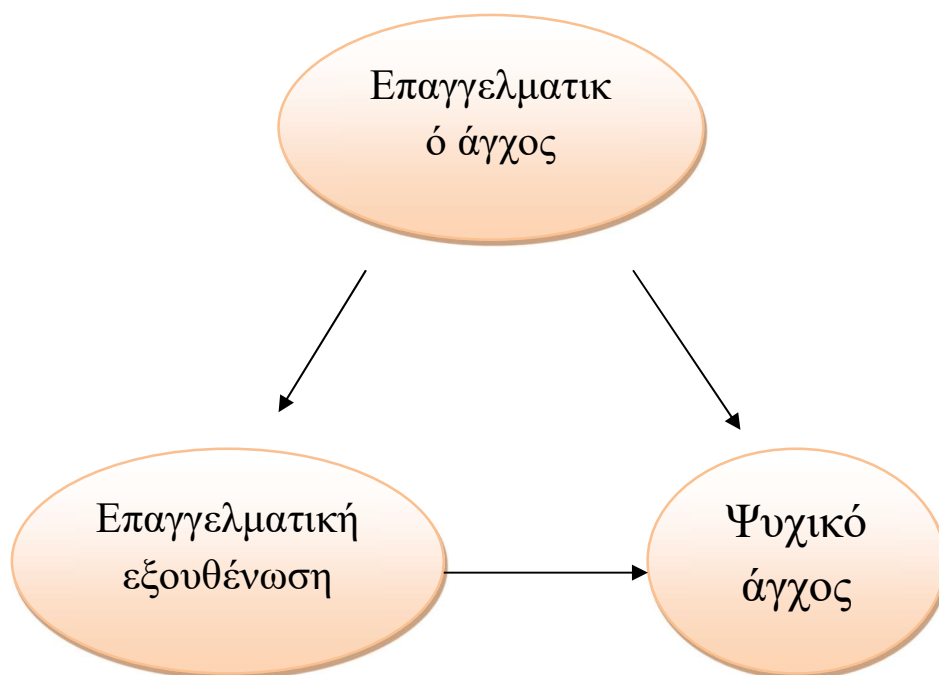 Επαγγελματικ
ό άγχος
Επαγγελματική
εξουθένωση
Ψυχικό
άγχος